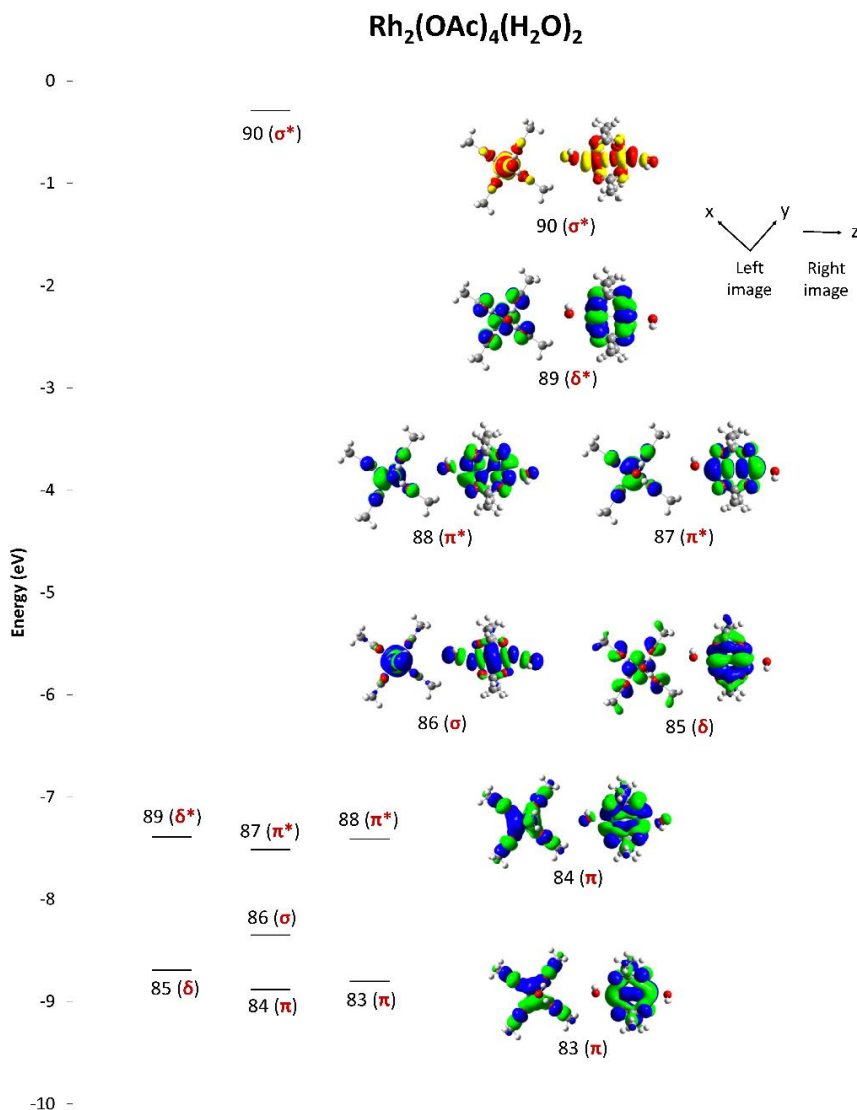 Rh₂(OAc)₄(H₂O)₂
0
90 (σ*)
-1
90 (σ*)
x
y
z
Left
image
Right
image
-2
89 (δ*)
-3
-4
88 (π*)
87 (π*)
Energy (eV)
-5
-6
86 (σ)
85 (δ)
-7
89 (δ*)
87 (π*)
88 (π*)
84 (π)
-8
86 (σ)
85 (δ)
84 (π)
83 (π)
-9
83 (π)
-10